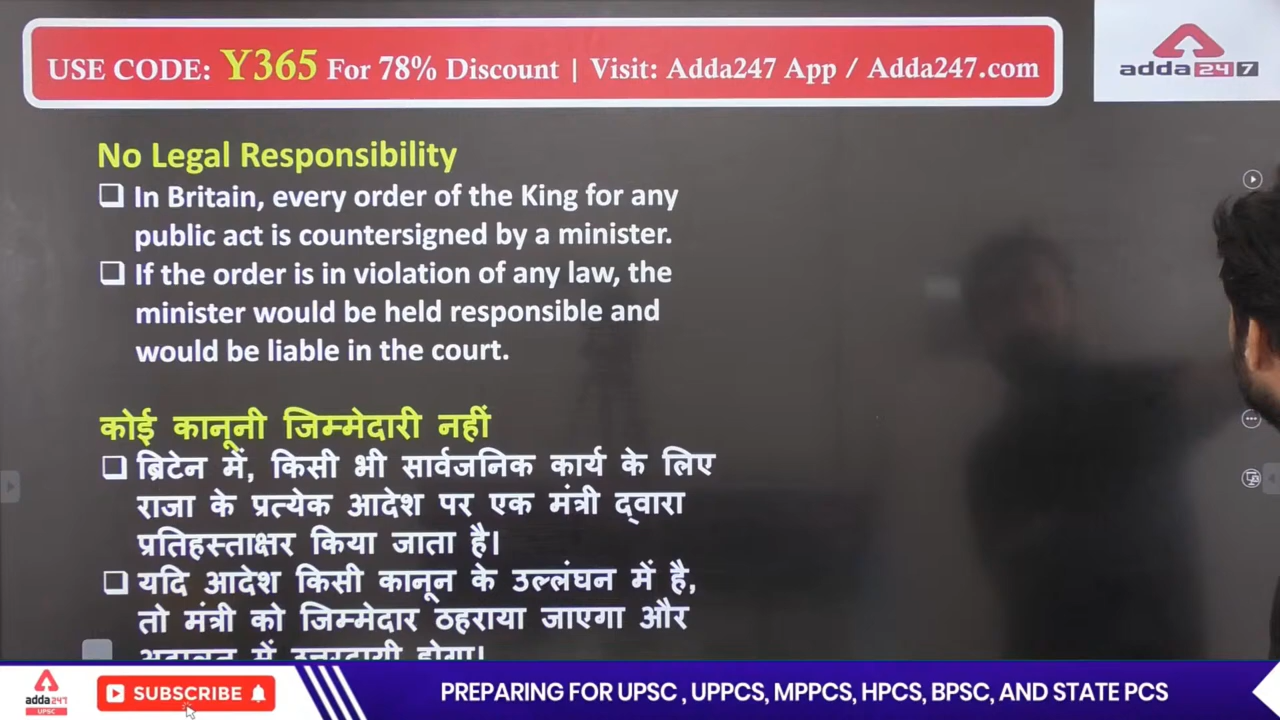 USE CODE: Y365 For 78% Discount | Visit: Adda247 App / Adda247.com
adda247
No Legal Responsibility
In Britain, every order of the King for any
public act is countersigned by a minister.
If the order is in violation of any law, the
minister would be held responsible and
would be liable in the court.
कोई कानूनी जिम्मेदारी नहीं
ब्रिटेन में, किसी भी सार्वजनिक कार्य के लिए
राजा के प्रत्येक आदेश पर एक मंत्री द्वारा
प्रतिहस्ताक्षर किया जाता है।
यदि आदेश किसी कानून के उल्लंघन में है,
तो मंत्री को जिम्मेदार ठहराया जाएगा और
में उत्तरदायी होगा।
adda247
UPSC
SUBSCRIBE
PREPARING FOR UPSC , UPPCS, MPPCS, HPCS, BPSC, AND STATE PCS